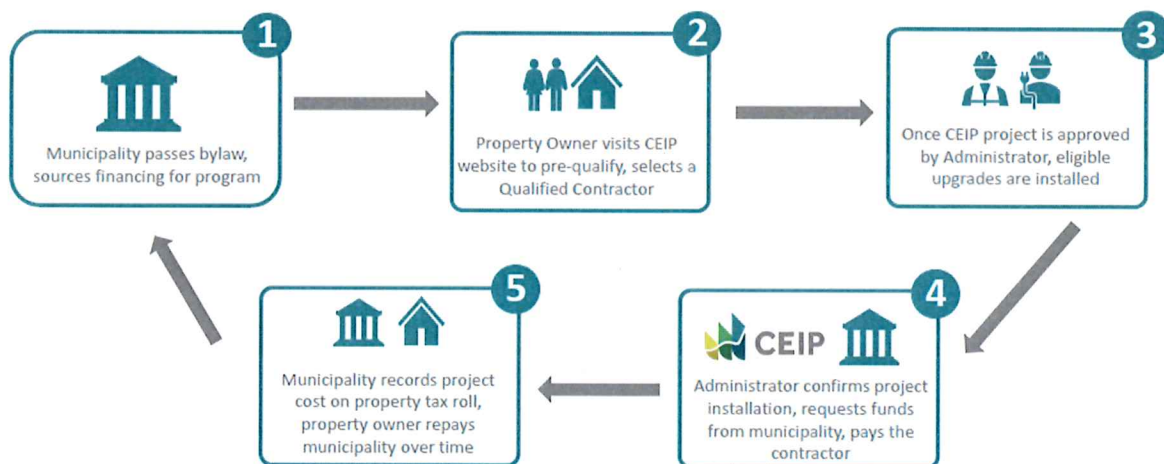 1
Municipality passes bylaw,
sources financing for program
2
Property Owner visits CEIP
website to pre-qualify, selects a
Qualified Contractor
3
Once CEIP project is approved
by Administrator, eligible
upgrades are installed
4
CEIP
Administrator confirms project
installation, requests funds
from municipality, pays the
contractor
5
Municipality records project
cost on property tax roll,
property owner repays
municipality over time